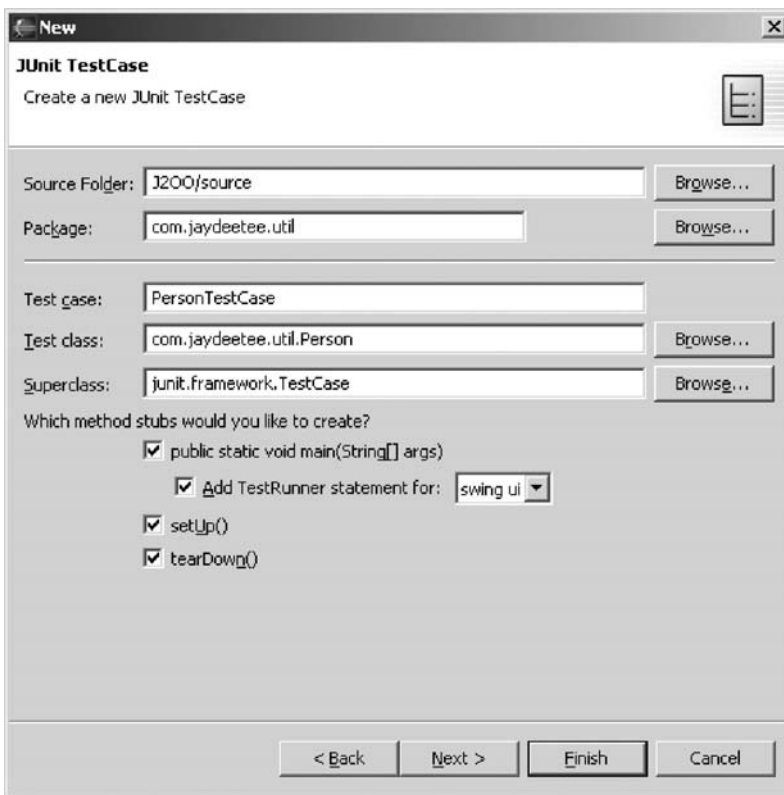 New
JUnit TestCase
Create a new JUnit TestCase
Source Folder: J2OO/source Browse...
Package: com.jaydeetee.util Browse...
Test case: PersonTestCase
Test class: com.jaydeetee.util.Person Browse...
Superclass: junit.framework.TestCase Browse...
Which method stubs would you like to create?
public static void main(String[] args)
Add TestRunner statement for: swing ui
setUp()
tearDown()
< Back Next > Finish Cancel